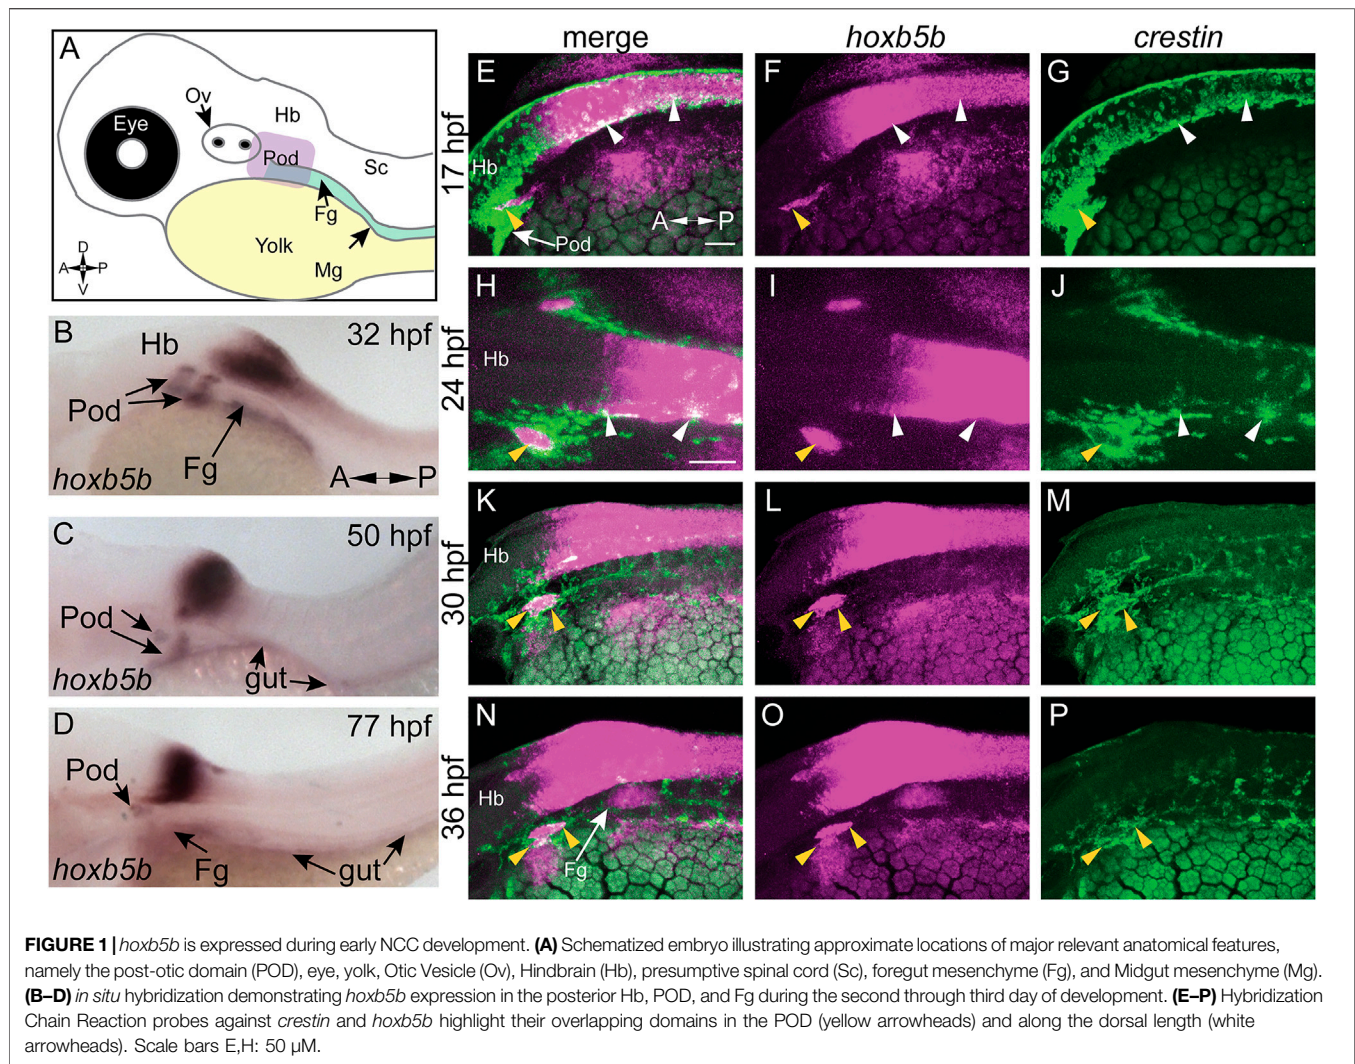 A
Ov
Hb
Eye
Pod
Sc
Fg
Yolk
Mg
D
A P
V
B
32 hpf
Hb
Pod
Fg
hoxb5b
A P
C
50 hpf
Pod
gut
hoxb5b
D
77 hpf
Pod
Fg
gut
hoxb5b
merge
hoxb5b
crestin
17 hpf
E
Hb
A P
Pod
F
G
24 hpf
H
Hb
I
J
30 hpf
K
Hb
L
M
36 hpf
N
Hb
Fg
O
P
FIGURE 1 | hoxb5b is expressed during early NCC development. (A) Schematized embryo illustrating approximate locations of major relevant anatomical features,
namely the post-otic domain (POD), eye, yolk, Otic Vesicle (Ov), Hindbrain (Hb), presumptive spinal cord (Sc), foregut mesenchyme (Fg), and Midgut mesenchyme (Mg).
(B–D) in situ hybridization demonstrating hoxb5b expression in the posterior Hb, POD, and Fg during the second through third day of development. (E–P) Hybridization
Chain Reaction probes against crestin and hoxb5b highlight their overlapping domains in the POD (yellow arrowheads) and along the dorsal length (white
arrowheads). Scale bars E,H: 50 µM.